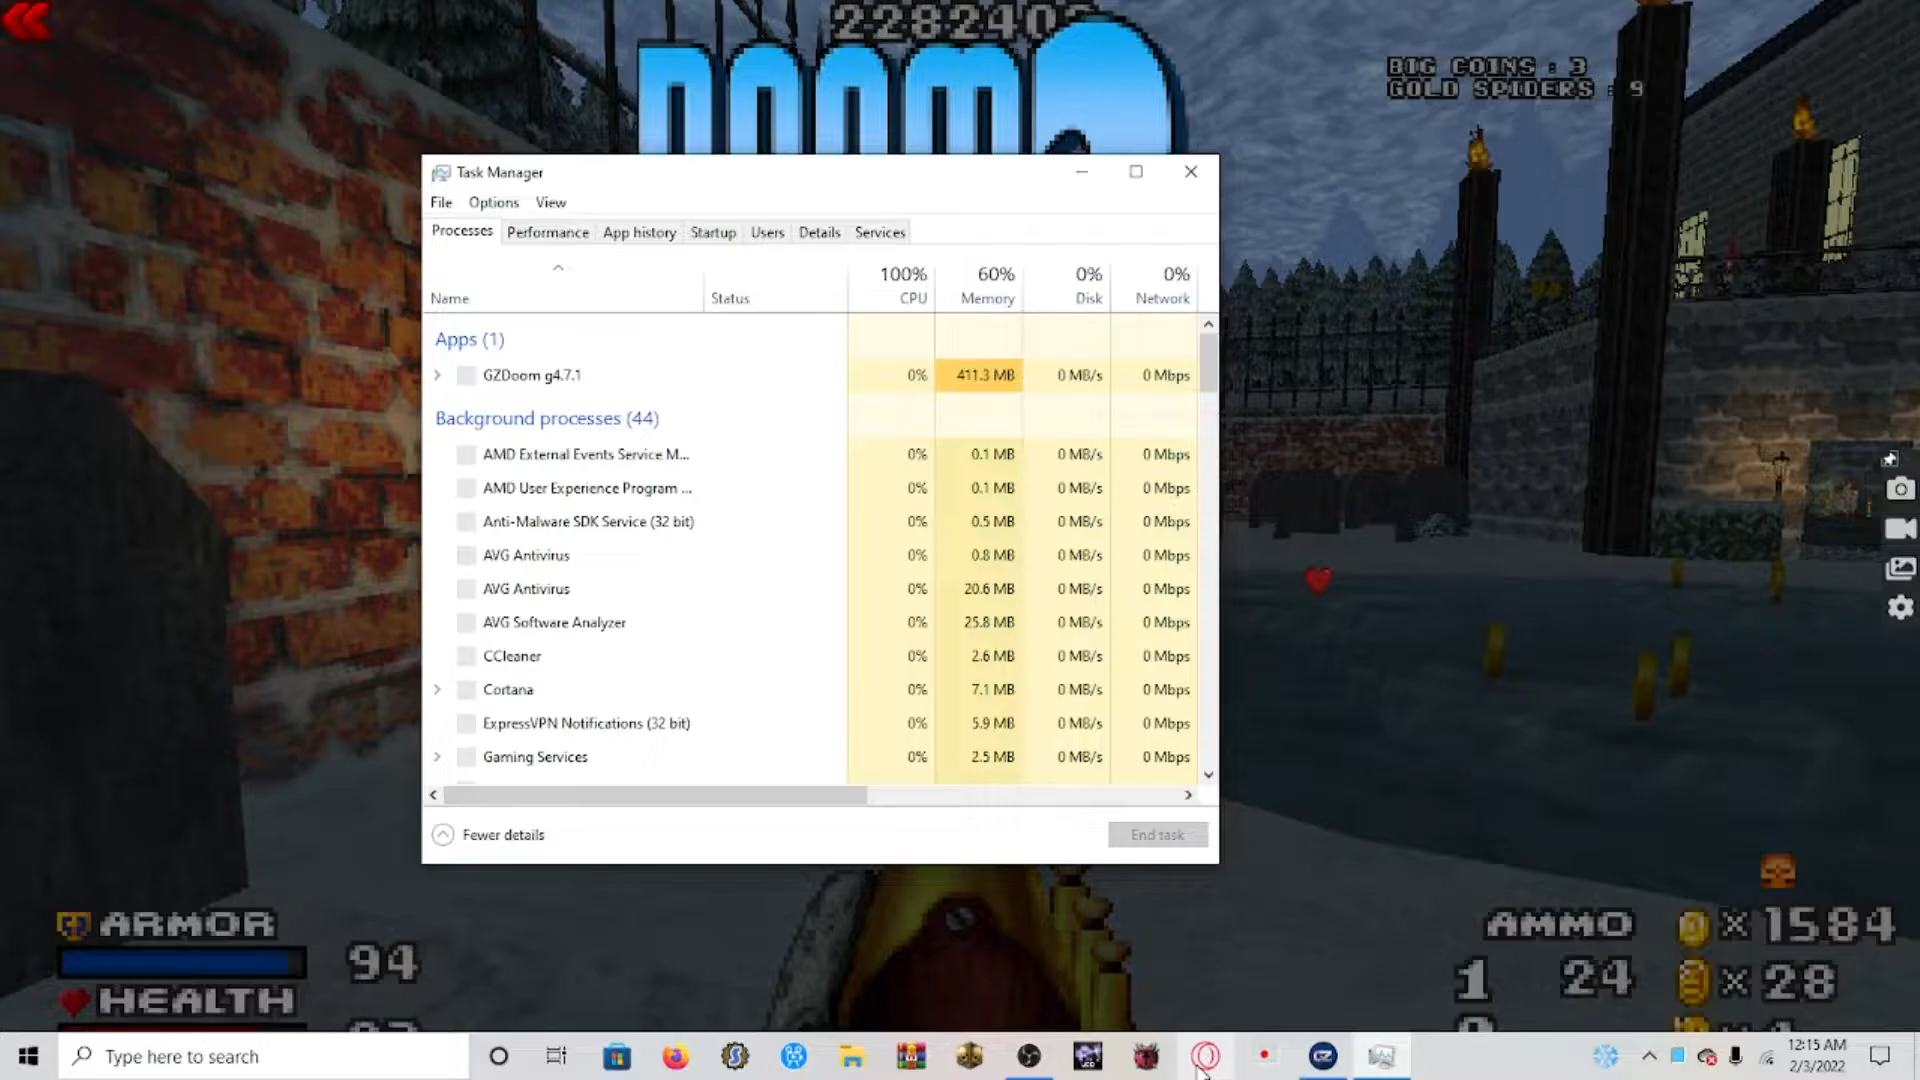 2282408
BIG COINS : 3
GOLD SPIDERS : 9
Task Manager
File Options View
Processes Performance App history Startup Users Details Services
100% 60% 0% 0%
Name Status CPU Memory Disk Network
Apps (1)
GZDoom g4.7.1 0% 411.3 MB 0 MB/s 0 Mbps
Background processes (44)
AMD External Events Service M... 0% 0.1 MB 0 MB/s 0 Mbps
AMD User Experience Program ... 0% 0.1 MB 0 MB/s 0 Mbps
Anti-Malware SDK Service (32 bit) 0% 0.5 MB 0 MB/s 0 Mbps
AVG Antivirus 0% 0.8 MB 0 MB/s 0 Mbps
AVG Antivirus 0% 20.6 MB 0 MB/s 0 Mbps
AVG Software Analyzer 0% 25.8 MB 0 MB/s 0 Mbps
CCleaner 0% 2.6 MB 0 MB/s 0 Mbps
Cortana 0% 7.1 MB 0 MB/s 0 Mbps
ExpressVPN Notifications (32 bit) 0% 5.9 MB 0 MB/s 0 Mbps
Gaming Services 0% 2.5 MB 0 MB/s 0 Mbps
Fewer details End task
ARMOR 94
HEALTH
AMMO × 1584
1 24 × 28
Type here to search
12:15 AM
2/3/2022